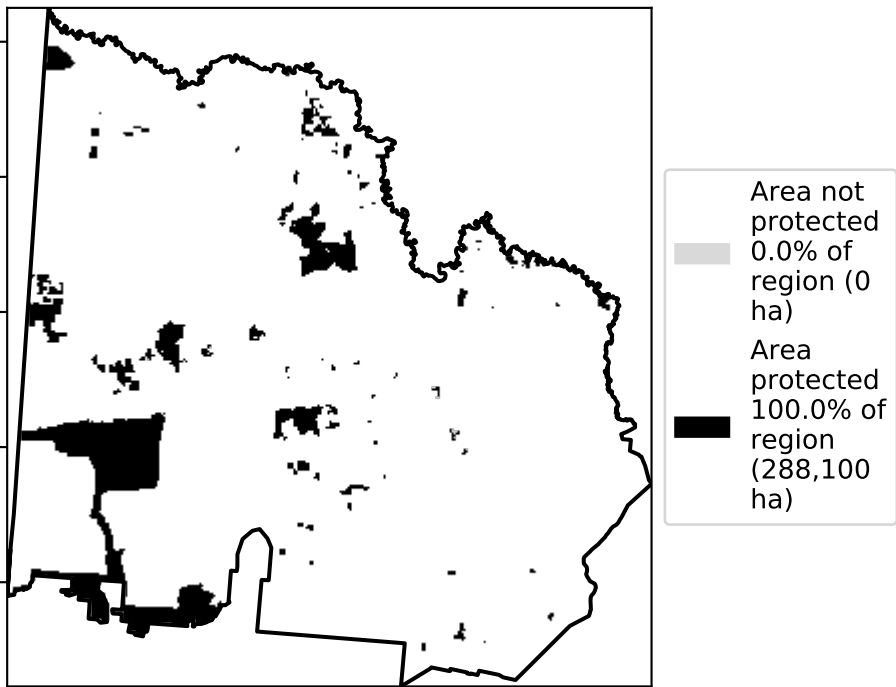 Area not
protected
0.0% of
region (0
ha)
Area
protected
100.0% of
region
(288,100
ha)